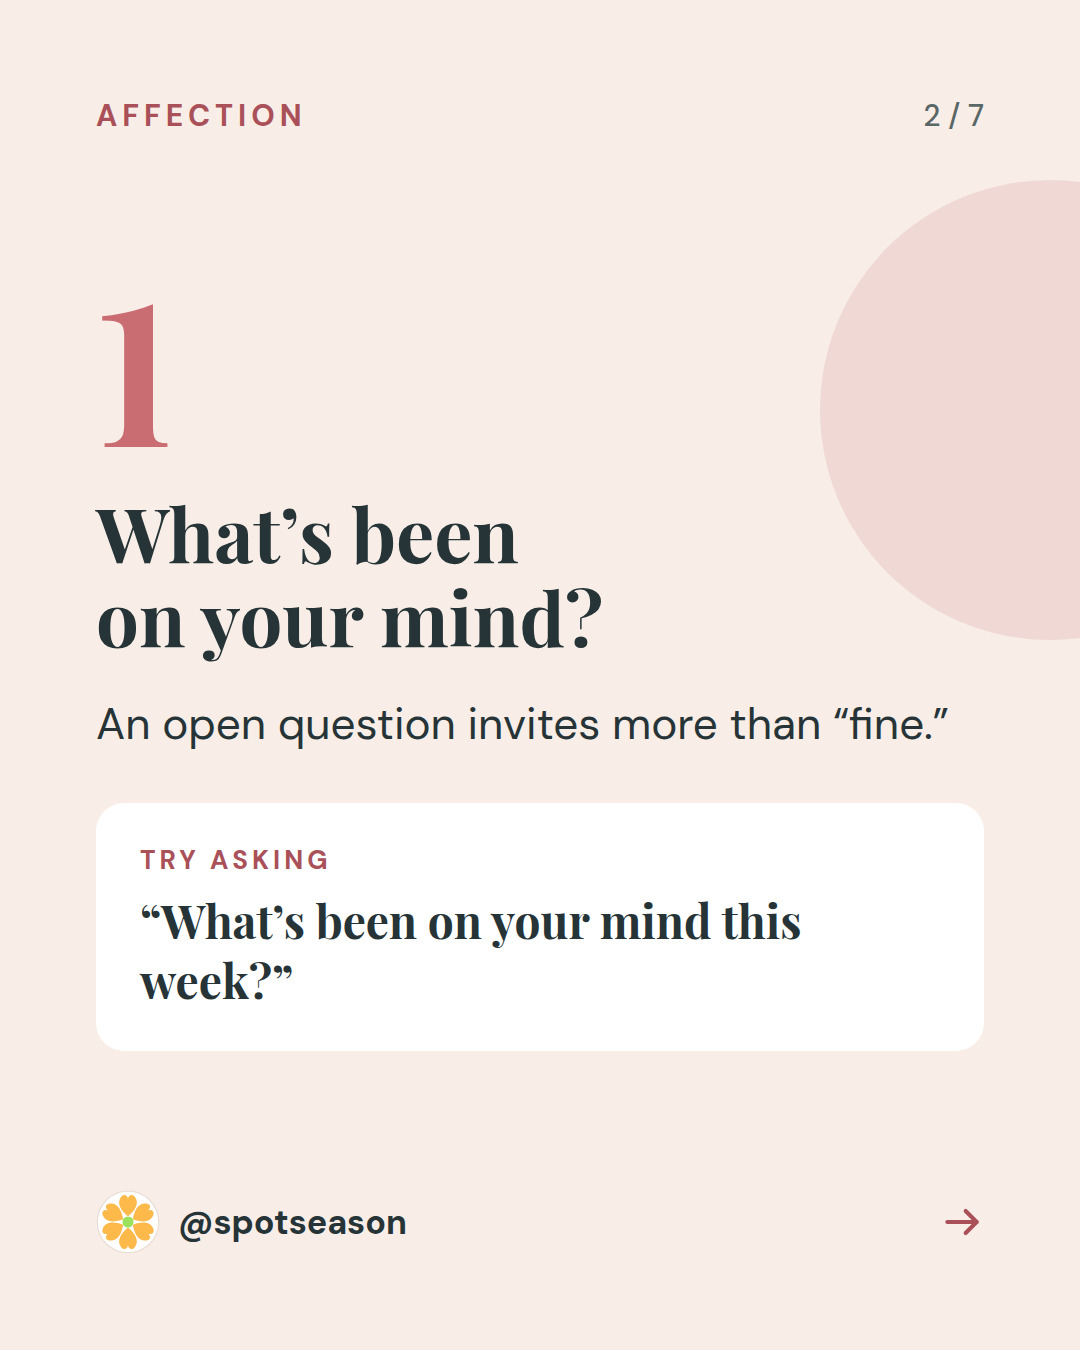 AFFECTION
2 / 7
1
What’s been
on your mind?
An open question invites more than “fine.”
TRY ASKING
“What’s been on your mind this
week?”
@spotseason